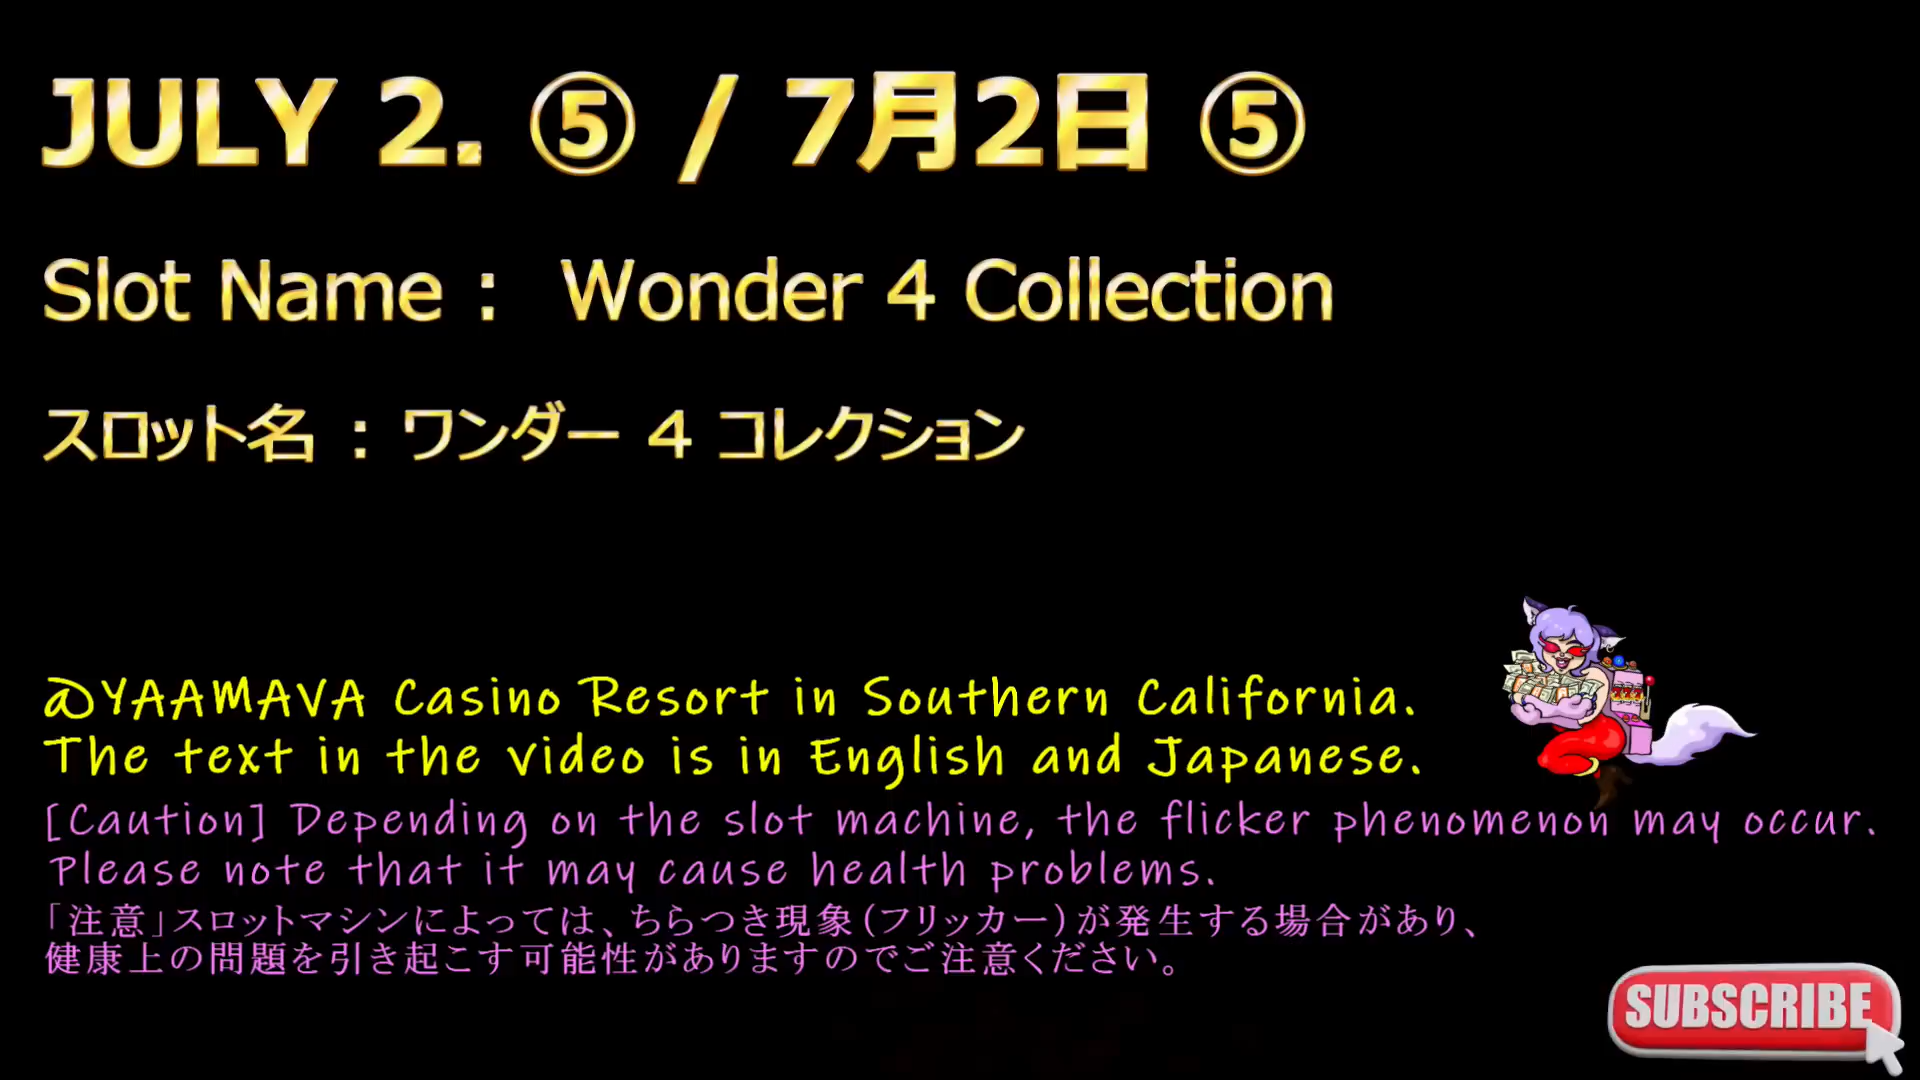 JULY 2. ⑤ / 7月2日 ⑤
Slot Name : Wonder 4 Collection
スロット名 : ワンダー 4 コレクション
@YAAMAVA Casino Resort in Southern California.
The text in the video is in English and Japanese.
[Caution] Depending on the slot machine, the flicker phenomenon may occur.
Please note that it may cause health problems.
「注意」スロットマシンによっては、ちらつき現象(フリッカー)が発生する場合があり、
健康上の問題を引き起こす可能性がありますのでご注意ください。
SUBSCRIBE